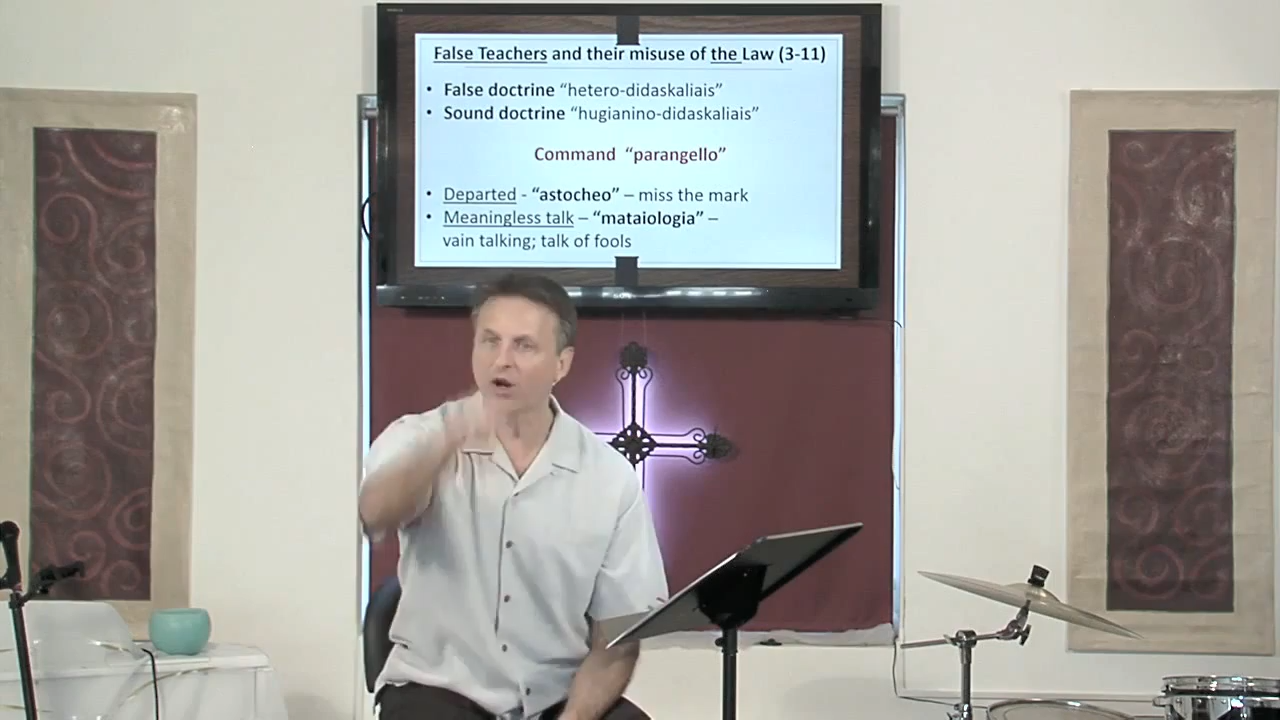 False Teachers and their misuse of the Law (3-11)
• False doctrine “hetero-didaskaliais”
• Sound doctrine “hugianino-didaskaliais”
Command “parangello”
• Departed - “astocheo” – miss the mark
• Meaningless talk – “mataiologia” –
vain talking; talk of fools
SONY